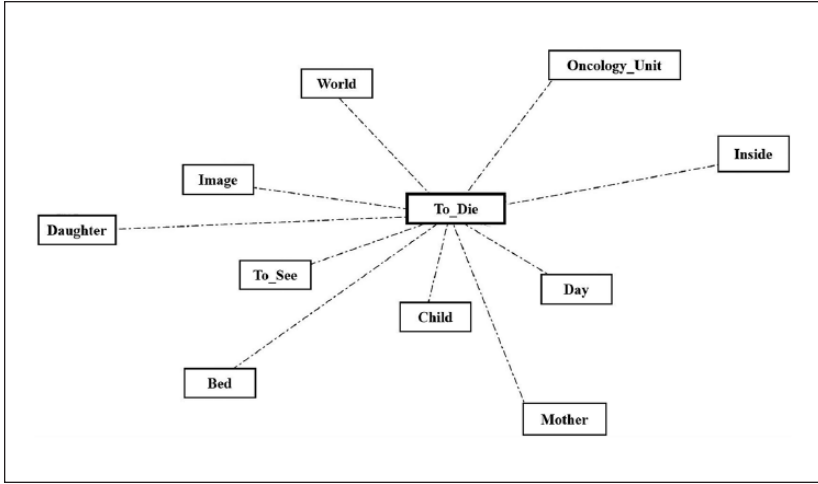 Oncology_Unit
World
Inside
Image
To_Die
Daughter
To_See
Day
Child
Bed
Mother